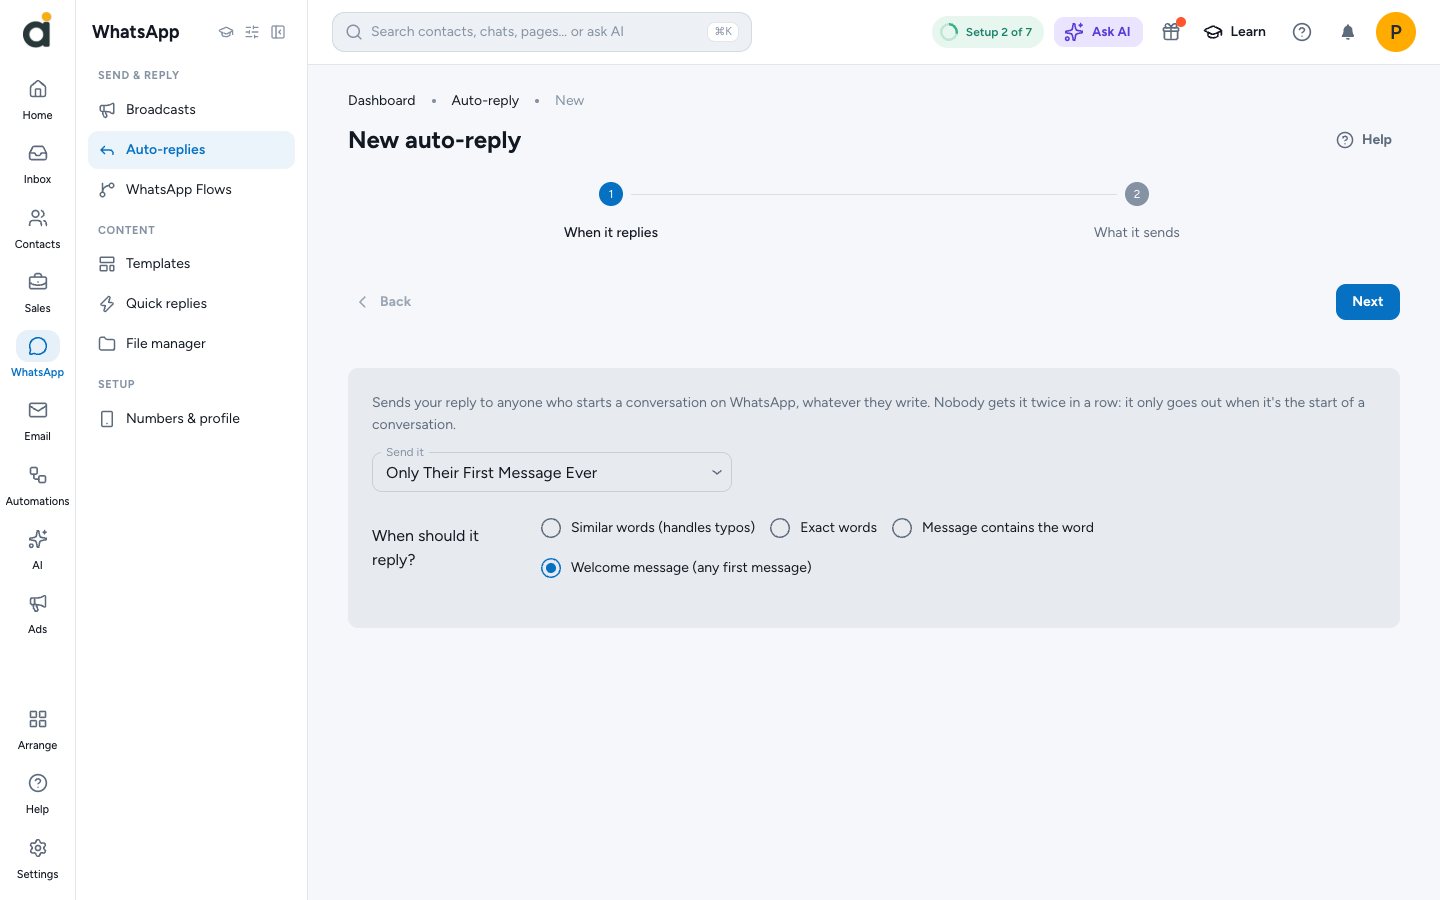 WhatsApp
Search contacts, chats, pages... or ask AI
⌘K
Setup 2 of 7
Ask AI
Learn
P
Home
Inbox
Contacts
Sales
WhatsApp
Email
Automations
AI
Ads
Arrange
Help
Settings
SEND & REPLY
Broadcasts
Auto-replies
WhatsApp Flows
CONTENT
Templates
Quick replies
File manager
SETUP
Numbers & profile
Dashboard • Auto-reply • New
New auto-reply
Help
1
2
When it replies
What it sends
Back
Next
Sends your reply to anyone who starts a conversation on WhatsApp, whatever they write. Nobody gets it twice in a row: it only goes out when it's the start of a
conversation.
Send it
Only Their First Message Ever
When should it
reply?
Similar words (handles typos)
Exact words
Message contains the word
Welcome message (any first message)